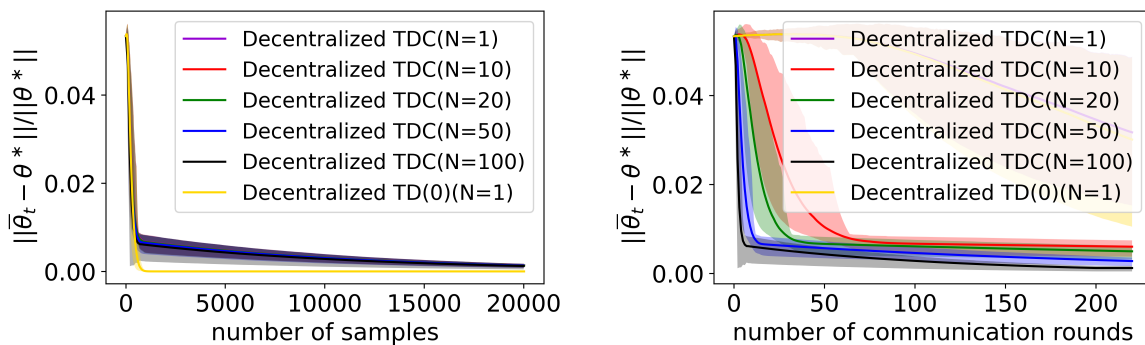 ||θ̄_t − θ*||/||θ*||
0.04
0.02
0.00
Decentralized TDC(N=1)
Decentralized TDC(N=10)
Decentralized TDC(N=20)
Decentralized TDC(N=50)
Decentralized TDC(N=100)
Decentralized TD(0)(N=1)
0 5000 10000 15000 20000
number of samples
||θ̄_t − θ*||/||θ*||
0.04
0.02
0.00
Decentralized TDC(N=1)
Decentralized TDC(N=10)
Decentralized TDC(N=20)
Decentralized TDC(N=50)
Decentralized TDC(N=100)
Decentralized TD(0)(N=1)
0 50 100 150 200
number of communication rounds